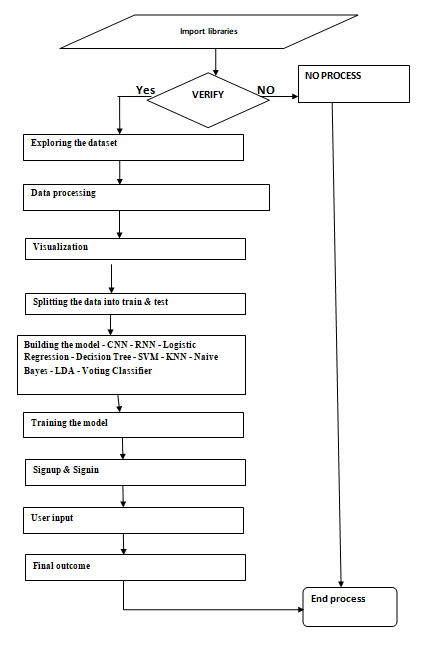 Import libraries
Yes
VERIFY
NO
NO PROCESS
Exploring the dataset
Data processing
Visualization
Splitting the data into train & test
Building the model - CNN - RNN - Logistic
Regression - Decision Tree - SVM - KNN - Naive
Bayes - LDA - Voting Classifier
Training the model
Signup & Signin
User input
Final outcome
End process